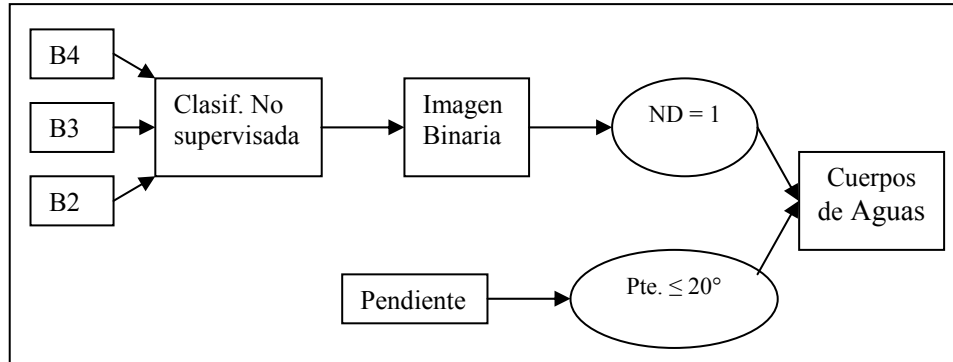 B4
B3
B2
Clasif. No
supervisada
Imagen
Binaria
ND = 1
Cuerpos
de Aguas
Pendiente
Pte. ≤ 20°